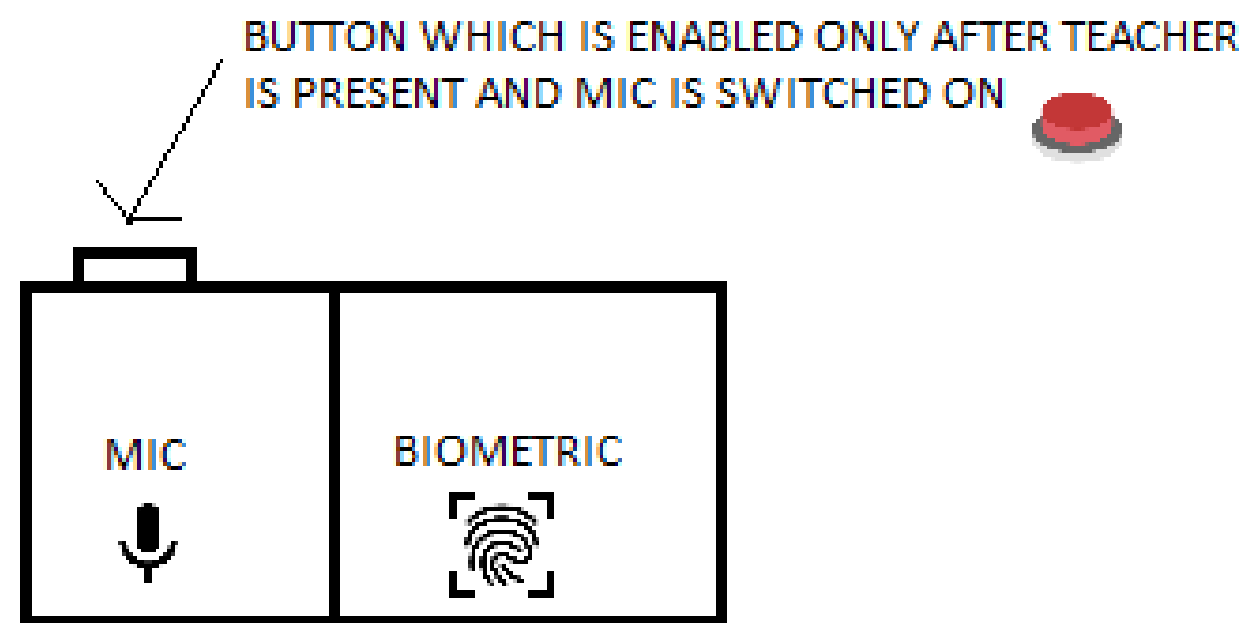 BUTTON WHICH IS ENABLED ONLY AFTER TEACHER
IS PRESENT AND MIC IS SWITCHED ON
MIC
BIOMETRIC